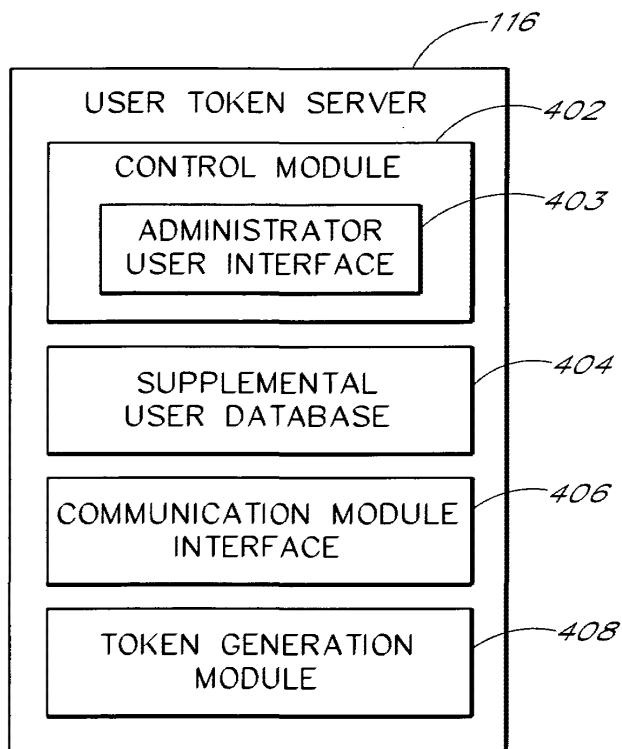 116
USER TOKEN SERVER
402
CONTROL MODULE
403
ADMINISTRATOR
USER INTERFACE
404
SUPPLEMENTAL
USER DATABASE
406
COMMUNICATION MODULE
INTERFACE
408
TOKEN GENERATION
MODULE